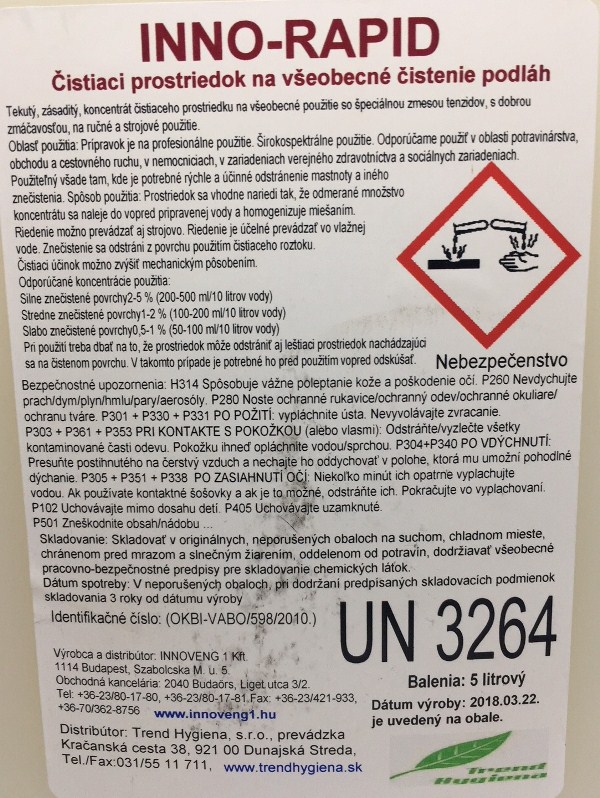 INNO-RAPID
Čistiaci prostriedok na všeobecné čistenie podláh
Tekutý, zásaditý, koncentrát čistiaceho prostriedku na všeobecné použitie so špeciálnou zmesou tenzidov, s dobrou
zmáčavosťou, na ručné a strojové použitie.
Oblasť použitia: Prípravok je na profesionálne použitie. Širokospektrálne použitie. Odporúčame použiť v oblasti potravinárstva,
obchodu a cestovného ruchu, v nemocniciach, v zariadeniach verejného zdravotníctva a sociálnych zariadeniach.
Použiteľný všade tam, kde je potrebné rýchle a účinné odstránenie mastnoty a iného
znečistenia. Spôsob použitia: Prostriedok sa vhodne nariedi tak, že odmerané množstvo
koncentrátu sa naleje do vopred pripravenej vody a homogenizuje miešaním.
Riedenie možno prevádzať aj strojovo. Riedenie je účelné prevádzať vo vlažnej
vode. Znečistenie sa odstráni z povrchu použitím čistiaceho roztoku.
Čistiaci účinok možno zvýšiť mechanickým pôsobením.
Odporúčané koncentrácie použitia:
Silne znečistené povrchy2-5 % (200-500 ml/10 litrov vody)
Stredne znečistené povrchy1-2 % (100-200 ml/10 litrov vody)
Slabo znečistené povrchy0,5-1 % (50-100 ml/10 litrov vody)
Pri použití treba dbať na to, že prostriedok môže odstrániť aj leštiaci prostriedok nachádzajúci
sa na čistenom povrchu. V takomto prípade je potrebné ho pred použitím vopred odskúšať.
Nebezpečenstvo
Bezpečnostné upozornenia: H314 Spôsobuje vážne poleptanie kože a poškodenie očí. P260 Nevdychujte
prach/dym/plyn/hmlu/pary/aerosóly. P280 Noste ochranné rukavice/ochranný odev/ochranné okuliare/
ochranu tváre. P301 + P330 + P331 PO POŽITÍ: vypláchnite ústa. Nevyvolávajte zvracanie.
P303 + P361 + P353 PRI KONTAKTE S POKOŽKOU (alebo vlasmi): Odstráňte/vyzlečte všetky
kontaminované časti odevu. Pokožku ihneď opláchnite vodou/sprchou. P304+P340 PO VDÝCHNUTÍ:
Presuňte postihnutého na čerstvý vzduch a nechajte ho oddychovať v polohe, ktorá mu umožní pohodlné
dýchanie. P305 + P351 + P338 PO ZASIAHNUTÍ OČÍ: Niekoľko minút ich opatrne vyplachujte
vodou. Ak používate kontaktné šošovky a ak je to možné, odstráňte ich. Pokračujte vo vyplachovaní.
P102 Uchovávajte mimo dosahu detí. P405 Uchovávajte uzamknuté.
P501 Zneškodnite obsah/nádobu ...
Skladovanie: Skladovať v originálnych, neporušených obaloch na suchom, chladnom mieste,
chránenom pred mrazom a slnečným žiarením, oddelenom od potravín, dodržiavať všeobecné
pracovno-bezpečnostné predpisy pre skladovanie chemických látok.
Dátum spotreby: V neporušených obaloch, pri dodržaní predpísaných skladovacích podmienok
skladovania 3 roky od dátumu výroby
Identifikačné číslo: (OKBI-VABO/598/2010.)
UN 3264
Výrobca a distribútor: INNOVENG 1 Kft.
1114 Budapest, Szabolcska M. u. 5.
Obchodná kancelária: 2040 Budaörs, Liget utca 3/2.
Tel: +36-23/80-17-80, +36-23/80-17-81,Fax: +36-23/421-933,
+36-70/362-8756 www.innoveng1.hu
Balenia: 5 litrový
Dátum výroby: 2018.03.22.
je uvedený na obale.
Distribútor: Trend Hygiena, s.r.o., prevádzka
Kračanská cesta 38, 921 00 Dunajská Streda,
Tel./Fax:031/55 11 711, www.trendhygiena.sk
Trend
Hygiena